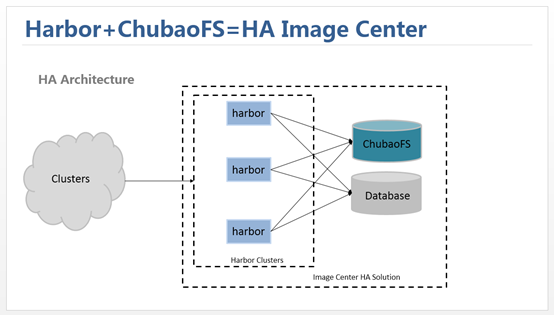 Harbor+ChubaoFS=HA Image Center
HA Architecture
harbor
ChubaoFS
harbor
Clusters
Database
harbor
Harbor Clusters
Image Center HA Solution